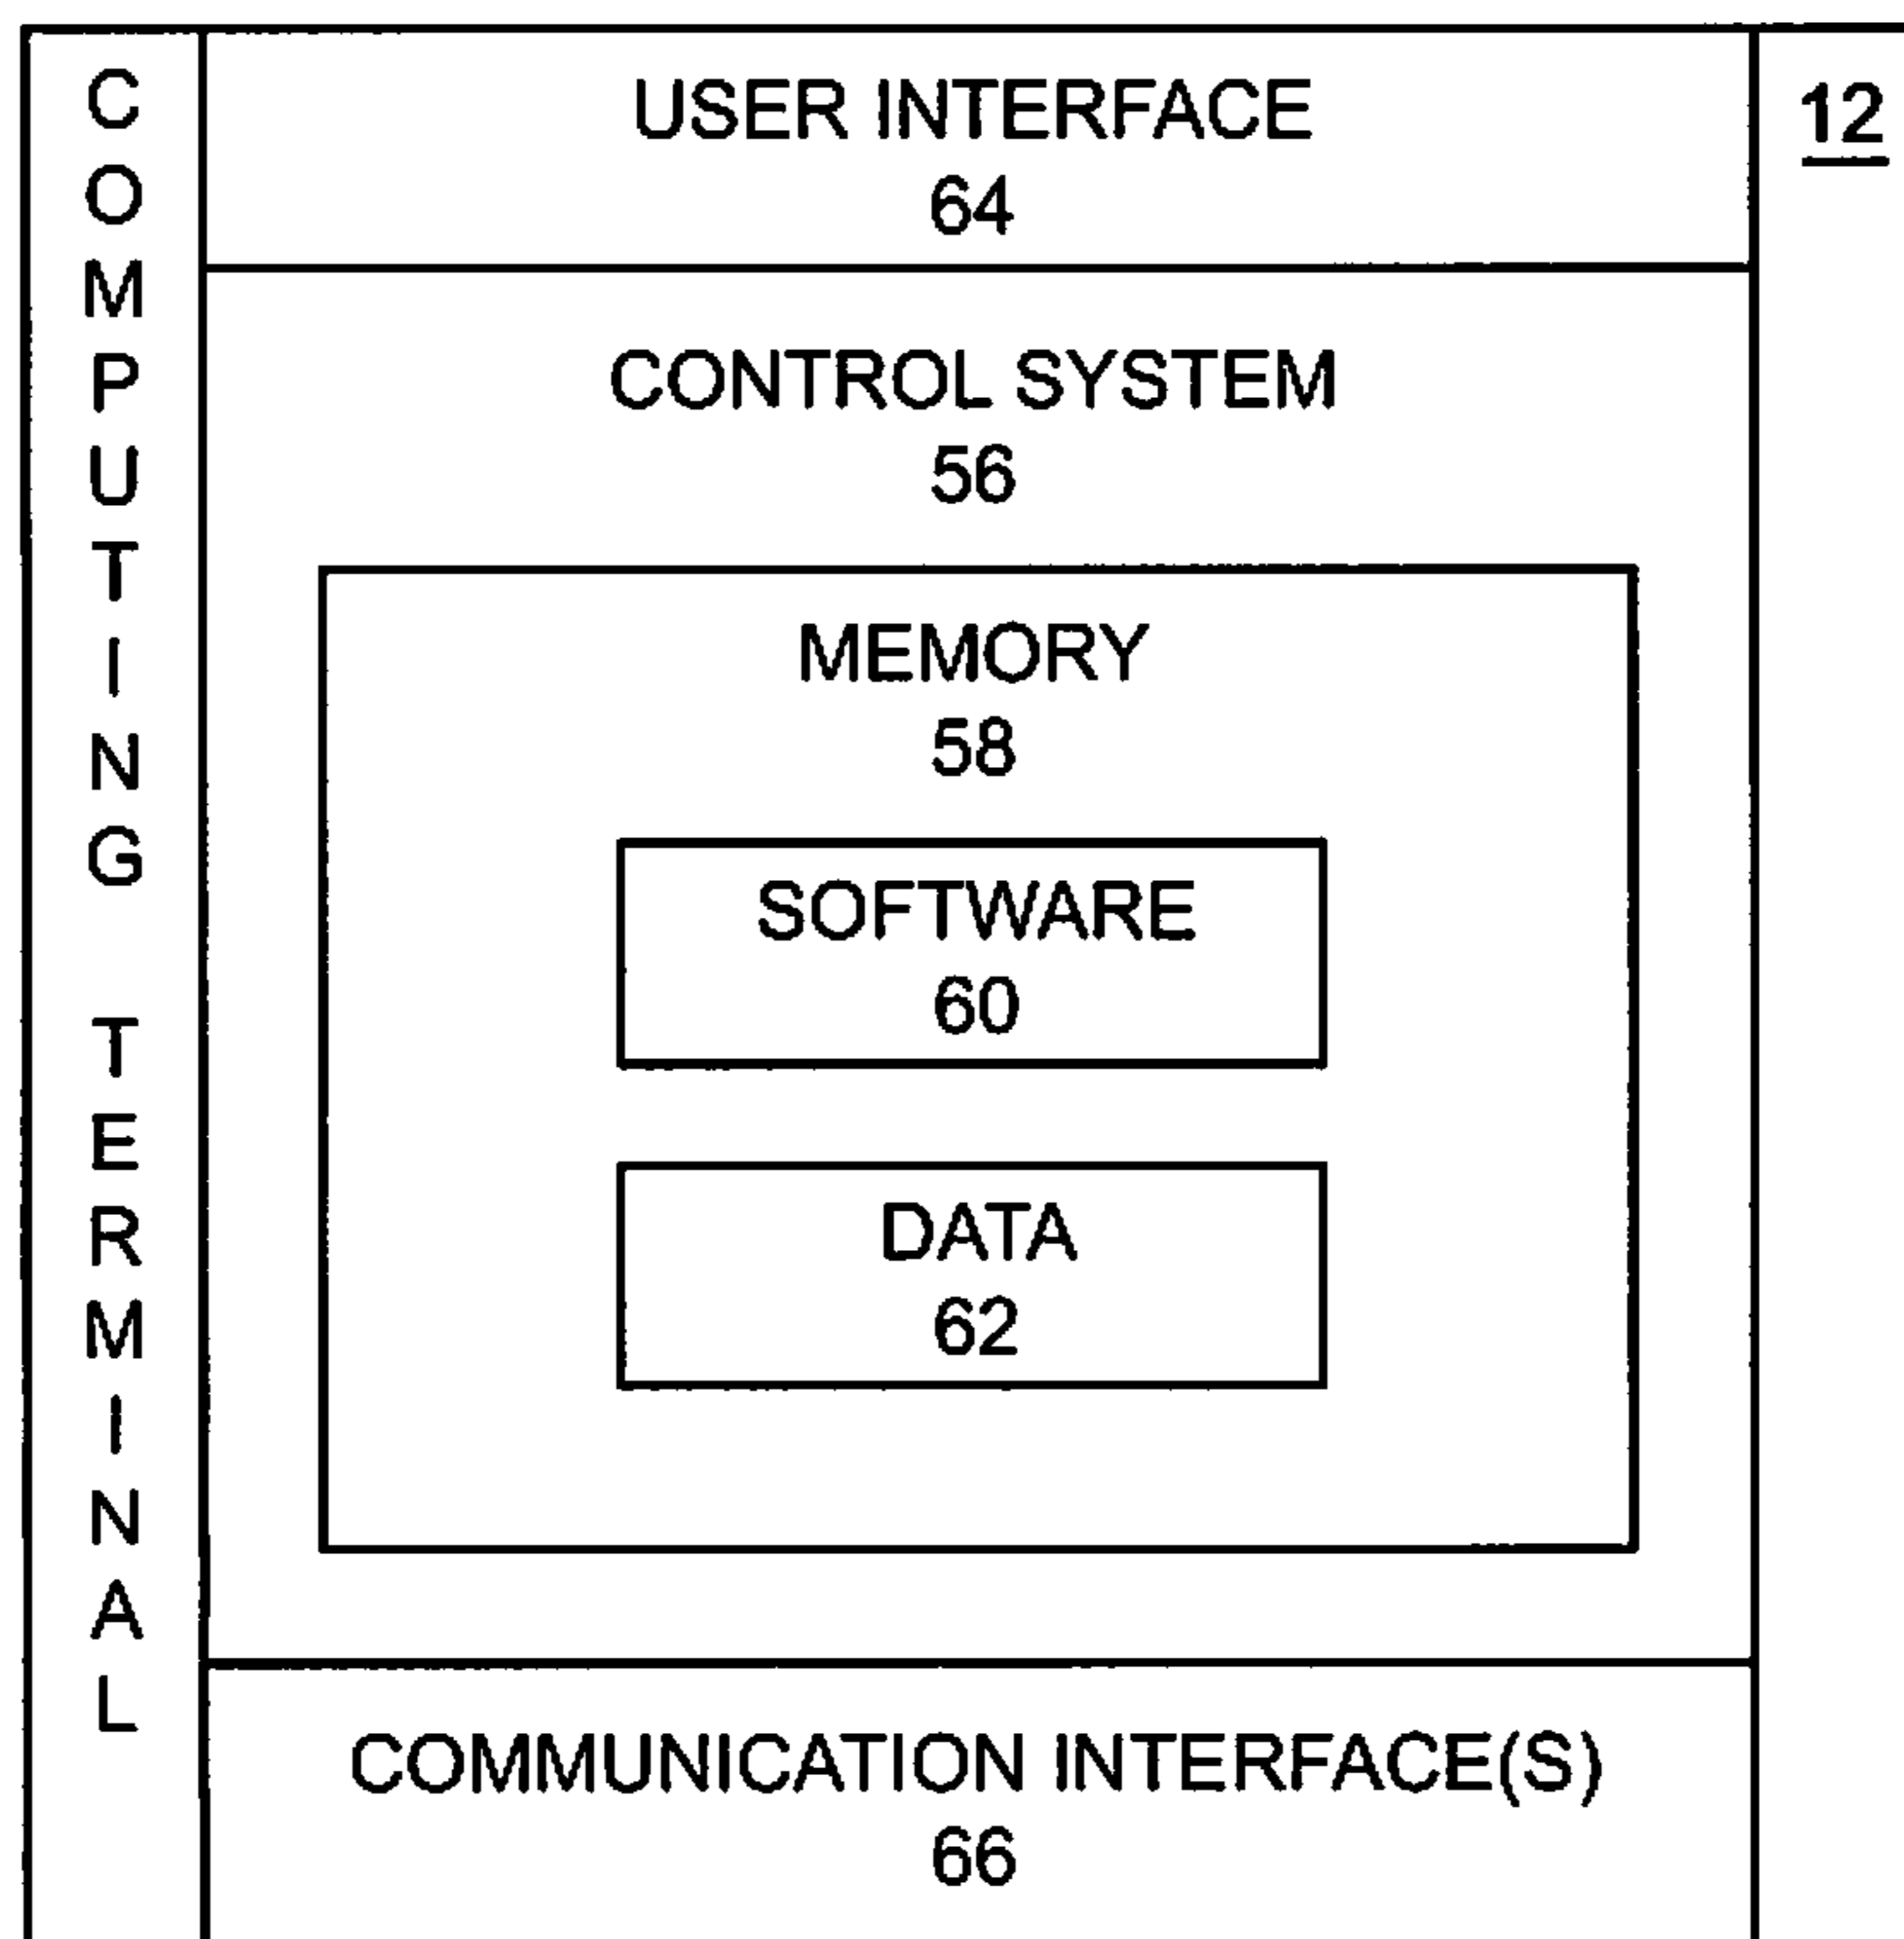 COMPUTING TERMINAL
USER INTERFACE
64
12
CONTROL SYSTEM
56
MEMORY
58
SOFTWARE
60
DATA
62
COMMUNICATION INTERFACE(S)
66